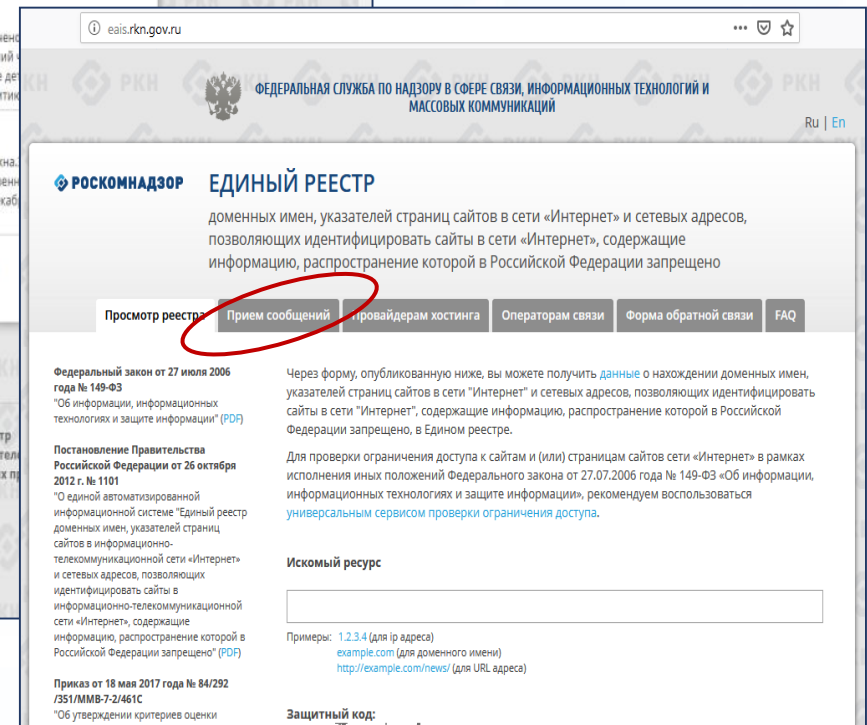 eais.rkn.gov.ru
ФЕДЕРАЛЬНАЯ СЛУЖБА ПО НАДЗОРУ В СФЕРЕ СВЯЗИ, ИНФОРМАЦИОННЫХ ТЕХНОЛОГИЙ И
МАССОВЫХ КОММУНИКАЦИЙ
Ru | En
РОСКОМНАДЗОР
ЕДИНЫЙ РЕЕСТР
доменных имен, указателей страниц сайтов в сети «Интернет» и сетевых адресов,
позволяющих идентифицировать сайты в сети «Интернет», содержащие
информацию, распространение которой в Российской Федерации запрещено
Просмотр реестра Прием сообщений Провайдерам хостинга Операторам связи Форма обратной связи FAQ
Федеральный закон от 27 июля 2006
года № 149-ФЗ
"Об информации, информационных
технологиях и защите информации" (PDF)
Постановление Правительства
Российской Федерации от 26 октября
2012 г. № 1101
"О единой автоматизированной
информационной системе "Единый реестр
доменных имен, указателей страниц
сайтов в информационно-
телекоммуникационной сети «Интернет»
и сетевых адресов, позволяющих
идентифицировать сайты в
информационно-телекоммуникационной
сети «Интернет», содержащие
информацию, распространение которой в
Российской Федерации запрещено" (PDF)
Приказ от 18 мая 2017 года № 84/292
/351/ММВ-7-2/461С
"Об утверждении критериев оценки
Через форму, опубликованную ниже, вы можете получить данные о нахождении доменных имен,
указателей страниц сайтов в сети "Интернет" и сетевых адресов, позволяющих идентифицировать
сайты в сети "Интернет", содержащие информацию, распространение которой в Российской
Федерации запрещено, в Едином реестре.
Для проверки ограничения доступа к сайтам и (или) страницам сайтов сети «Интернет» в рамках
исполнения иных положений Федерального закона от 27.07.2006 года № 149-ФЗ «Об информации,
информационных технологиях и защите информации», рекомендуем воспользоваться
универсальным сервисом проверки ограничения доступа.
Искомый ресурс
Примеры: 1.2.3.4 (для ip адреса)
example.com (для доменного имени)
http://example.com/news/ (для URL адреса)
Защитный код: